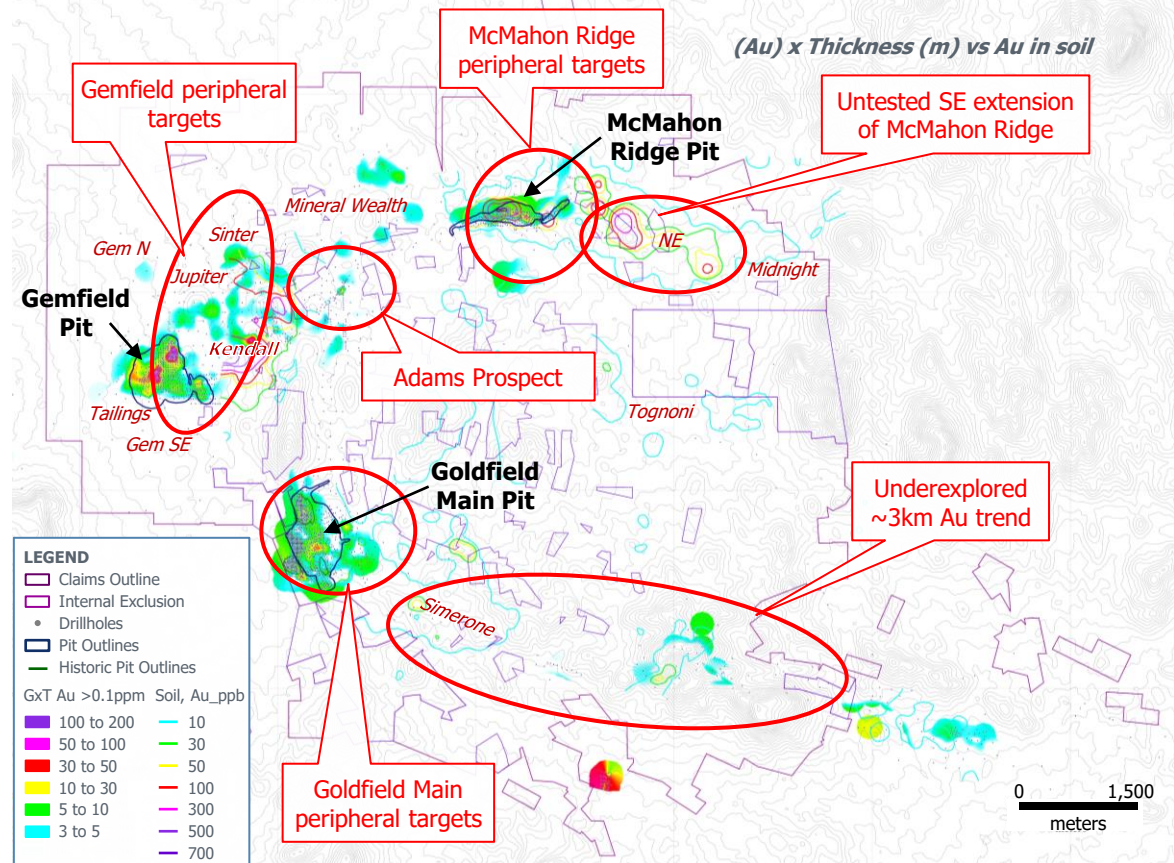 (Au) x Thickness (m) vs Au in soil
McMahon Ridge
peripheral targets
Gemfield peripheral
targets
Untested SE extension
of McMahon Ridge
McMahon
Ridge Pit
Mineral Wealth
Sinter
Gem N
Jupiter
NE
Midnight
Gemfield
Pit
Kendall
Adams Prospect
Tailings
Gem SE
Tognoni
Goldfield
Main Pit
Underexplored
~3km Au trend
Simerone
LEGEND
Claims Outline
Internal Exclusion
Drillholes
Pit Outlines
Historic Pit Outlines
GxT Au >0.1ppm Soil, Au_ppb
100 to 200 10
50 to 100 30
30 to 50 50
10 to 30 100
5 to 10 300
3 to 5 500
700
Goldfield Main
peripheral targets
0 1,500
meters